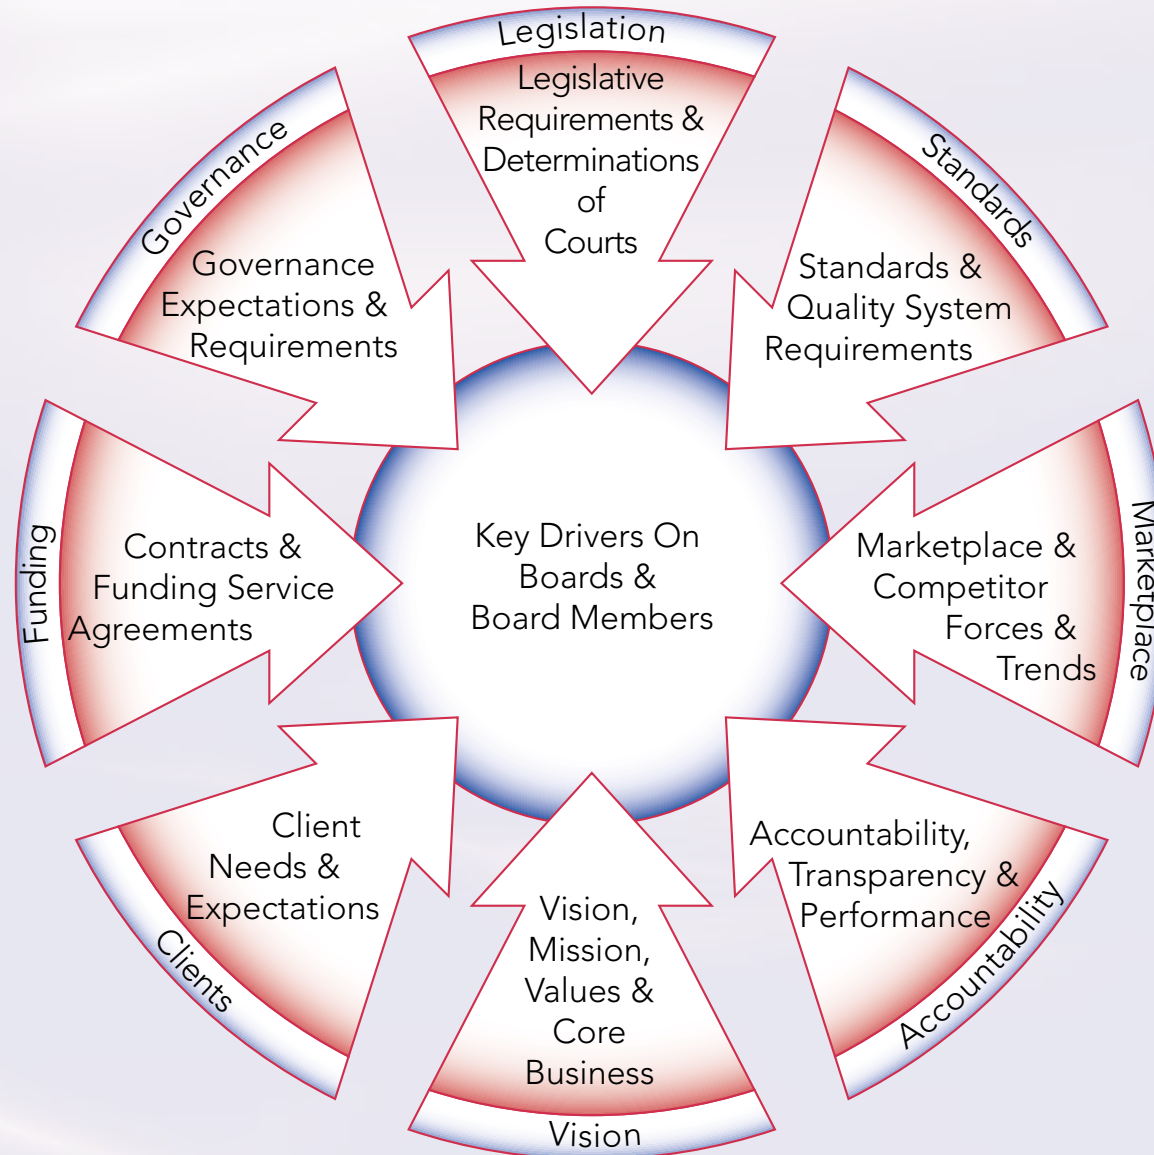 Legislation
Legislative
Requirements &
Determinations
of
Courts
Standards
Standards &
Quality System
Requirements
Marketplace
Marketplace &
Competitor
Forces &
Trends
Accountability
Accountability,
Transparency &
Performance
Vision
Vision,
Mission,
Values &
Core
Business
Clients
Client
Needs &
Expectations
Funding
Contracts &
Funding Service
Agreements
Governance
Governance
Expectations &
Requirements
Key Drivers On
Boards &
Board Members